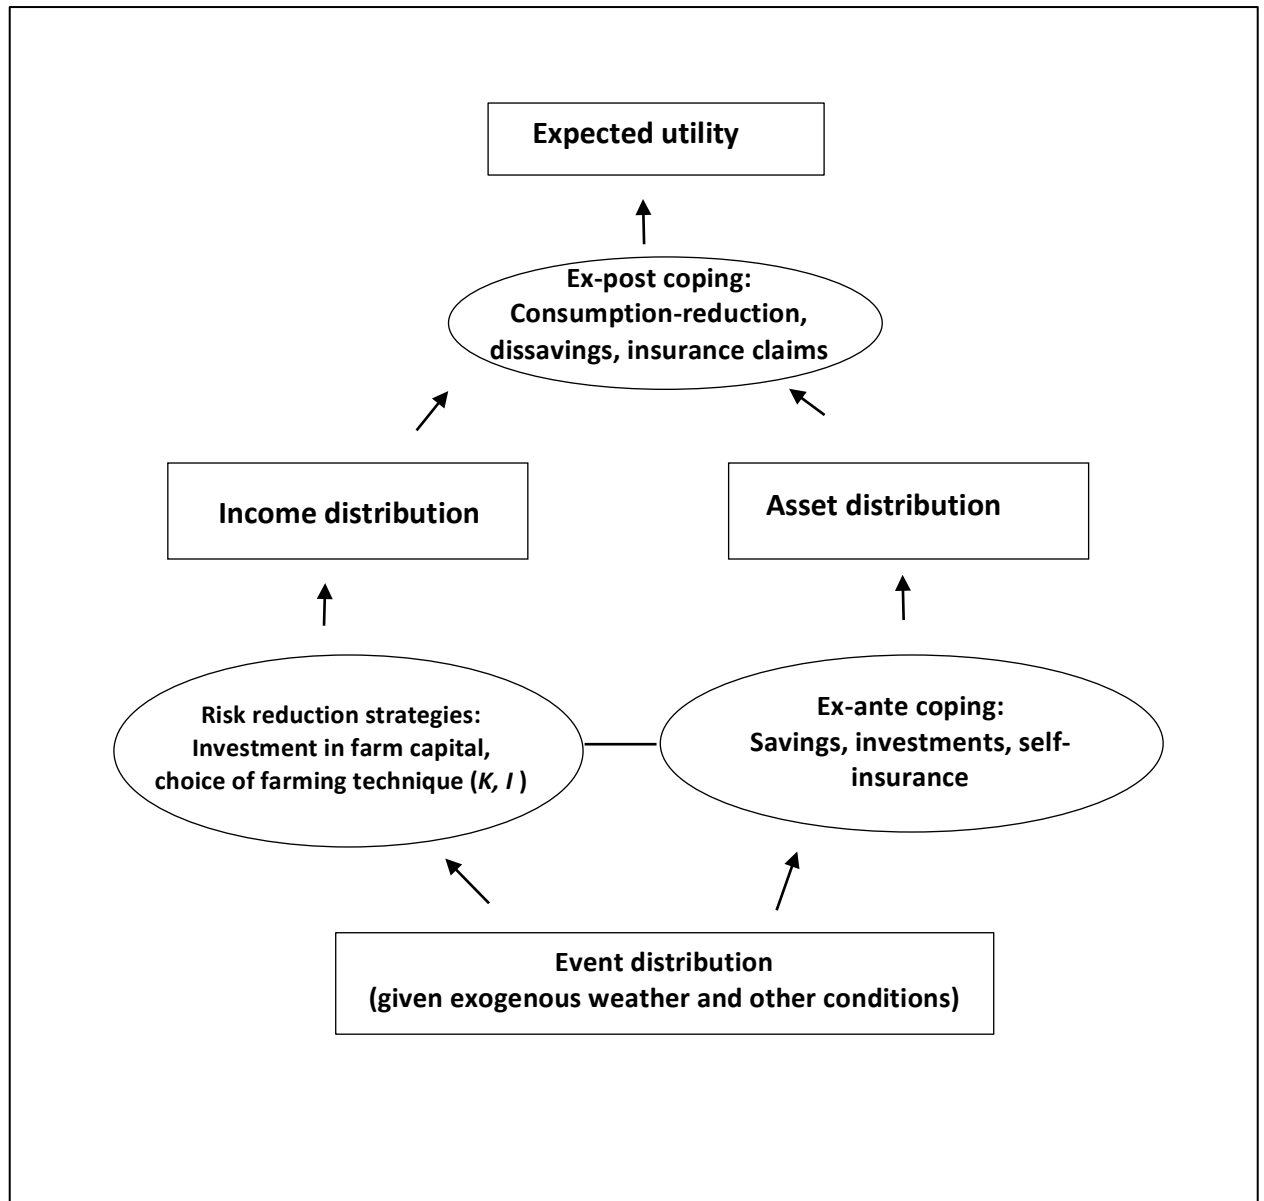 Expected utility
Ex-post coping:
Consumption-reduction,
dissavings, insurance claims
Income distribution
Asset distribution
Risk reduction strategies:
Investment in farm capital,
choice of farming technique (K, I )
Ex-ante coping:
Savings, investments, self-
insurance
Event distribution
(given exogenous weather and other conditions)